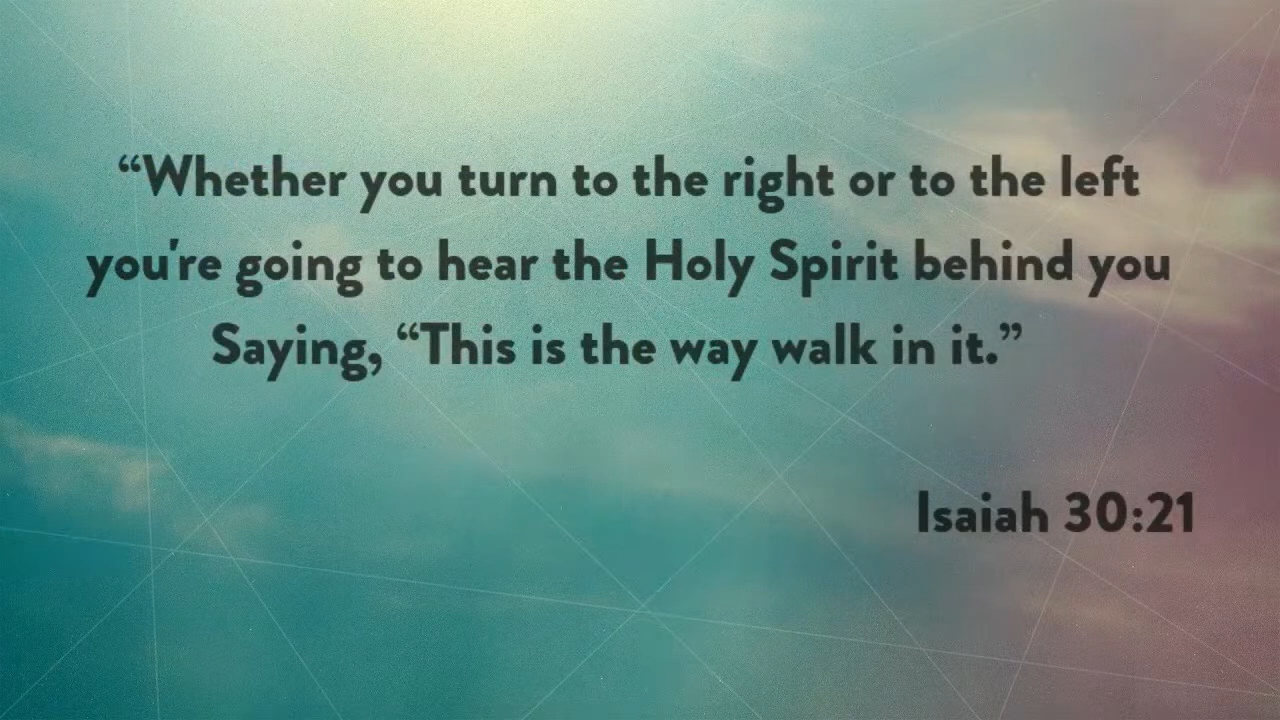 “Whether you turn to the right or to the left
you're going to hear the Holy Spirit behind you
Saying, “This is the way walk in it.”
Isaiah 30:21